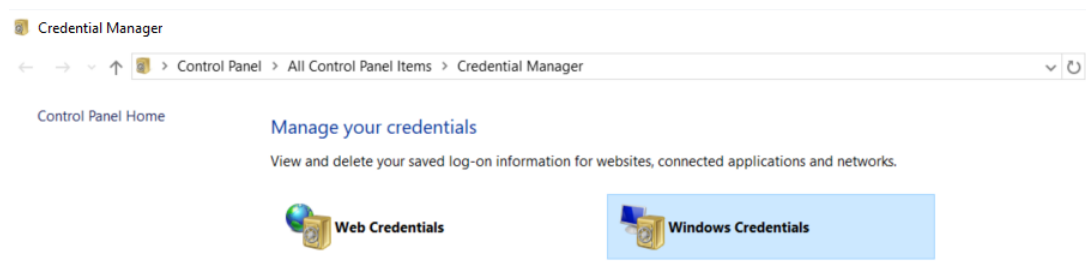 Credential Manager
Control Panel > All Control Panel Items > Credential Manager
Control Panel Home
Manage your credentials
View and delete your saved log-on information for websites, connected applications and networks.
Web Credentials
Windows Credentials